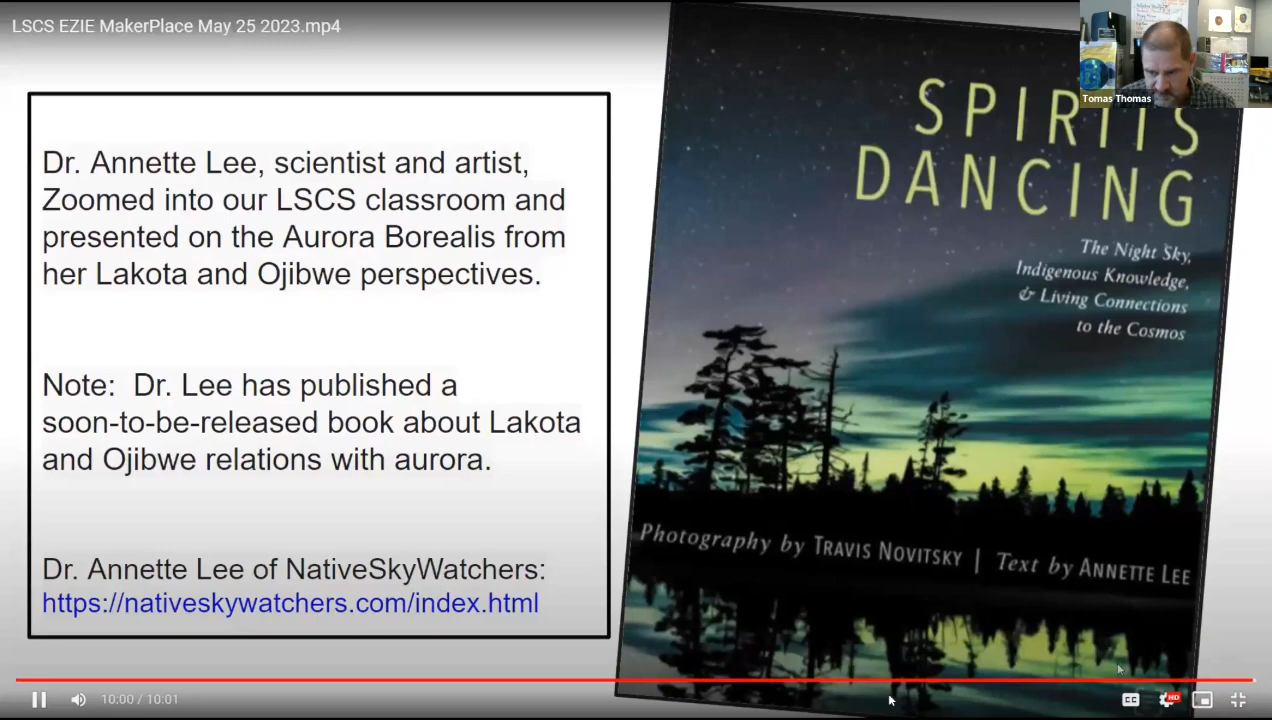 LSCS EZIE MakerPlace May 25 2023.mp4
Dr. Annette Lee, scientist and artist,
Zoomed into our LSCS classroom and
presented on the Aurora Borealis from
her Lakota and Ojibwe perspectives.
Note: Dr. Lee has published a
soon-to-be-released book about Lakota
and Ojibwe relations with aurora.
Dr. Annette Lee of NativeSkyWatchers:
https://nativeskywatchers.com/index.html
SPIRITS
DANCING
The Night Sky,
Indigenous Knowledge,
& Living Connections
to the Cosmos
Photography by TRAVIS NOVITSKY | Text by ANNETTE LEE
Tomas Thomas
10:00 / 10:01
CC
HD